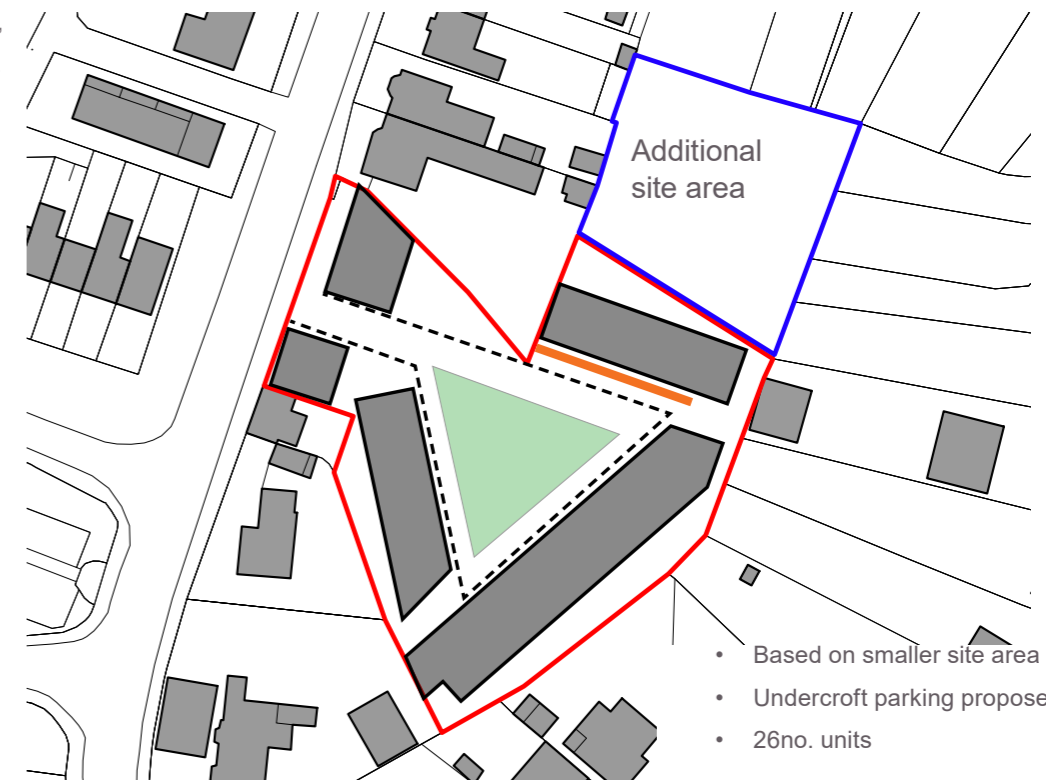 Additional
site area
• Based on smaller site area
• Undercroft parking propose
• 26no. units